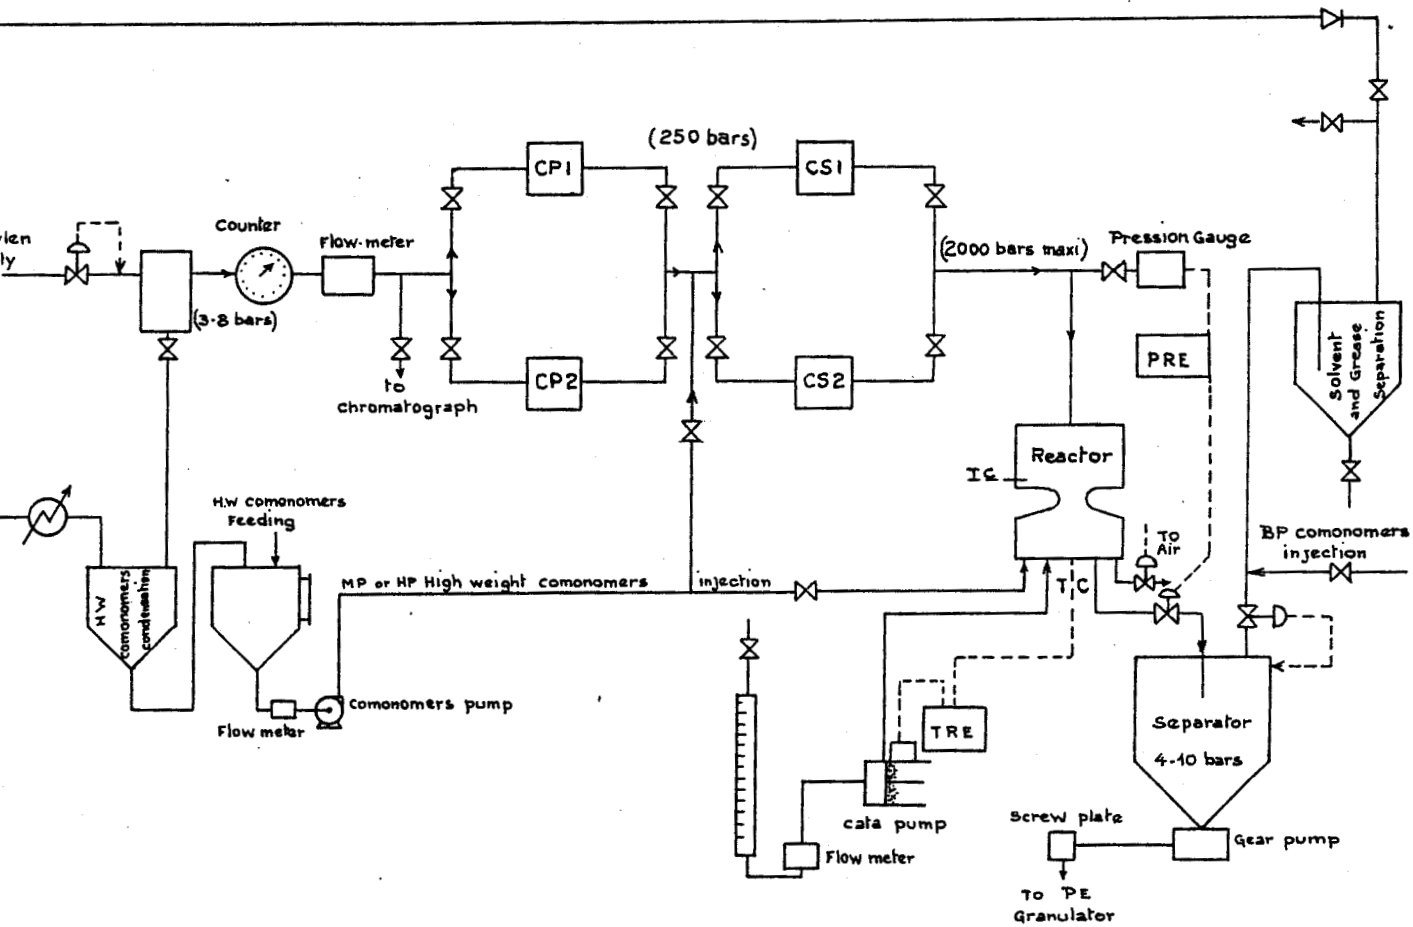 (250 bars)
CP1
CS1
Counter
Flow-meter
(2000 bars maxi)
Pression Gauge
ylen
ly
(3-8 bars)
PRE
Solvent
and Grease
Separation
to
chromatograph
CP2
CS2
Reactor
IC
H.W comonomers
Feeding
TO
Air
BP comonomers
injection
H W
comonomers
condensation
MP or HP High weight comonomers injection
T C
Comonomers pump
Flow meter
TRE
Separator
4-10 bars
cata pump
Flow meter
Screw plate
Gear pump
TO PE
Granulator